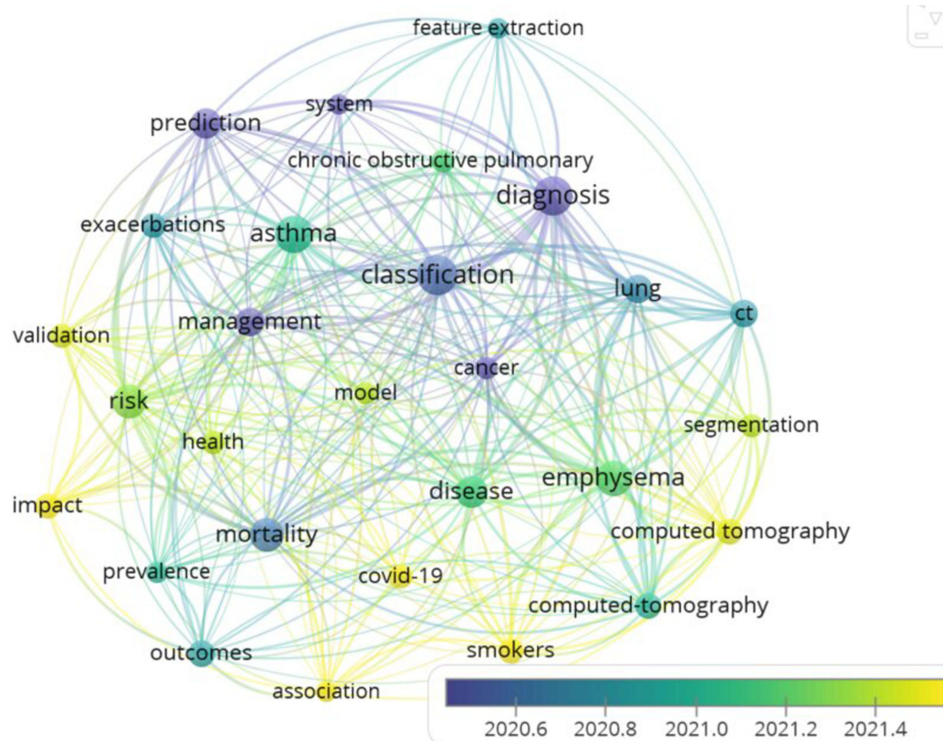 feature extraction
system
prediction
chronic obstructive pulmonary
diagnosis
exacerbations
asthma
classification
lung
ct
management
validation
cancer
model
risk
segmentation
health
emphysema
disease
impact
computed tomography
mortality
prevalence
covid-19
computed-tomography
outcomes
smokers
association
2020.6 2020.8 2021.0 2021.2 2021.4